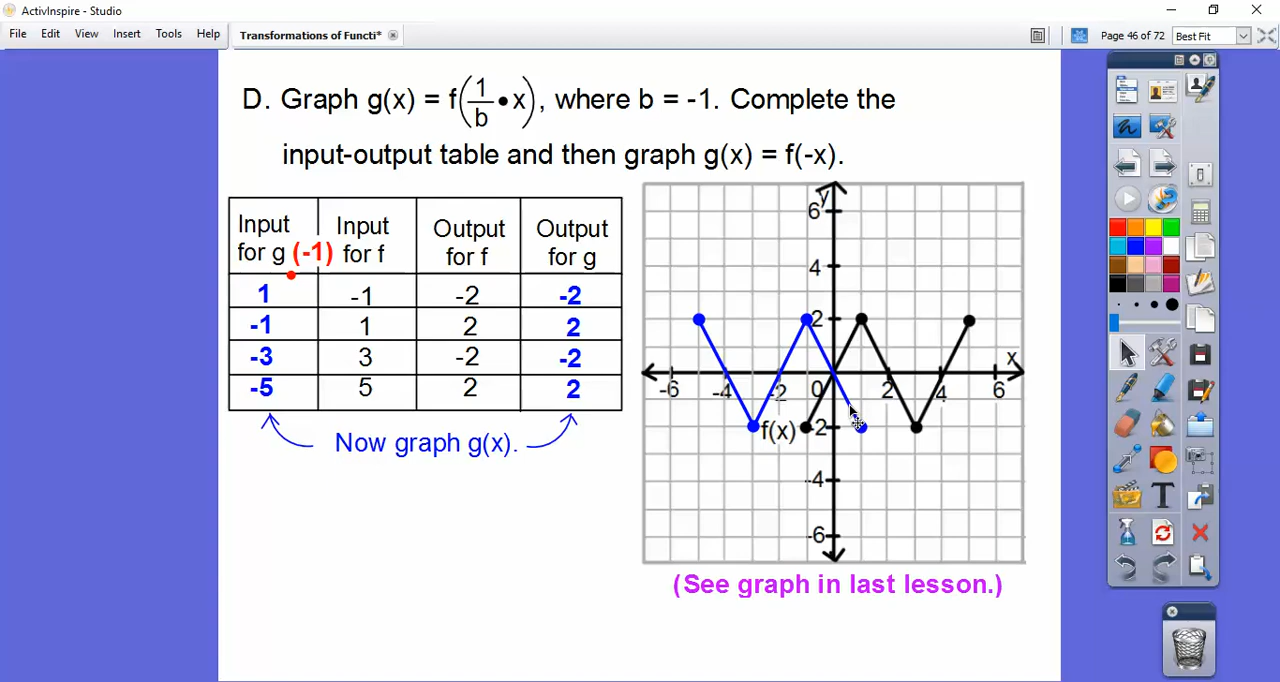 ActivInspire - Studio
File Edit View Insert Tools Help Transformations of Functi* Page 46 of 72 Best Fit
D. Graph g(x) = f(1/b • x), where b = -1. Complete the
input-output table and then graph g(x) = f(-x).
Input for g (-1) Input for f Output for f Output for g
1 -1 -2 -2
-1 1 2 2
-3 3 -2 -2
-5 5 2 2
Now graph g(x).
y
6
4
2
x
-6 -4 -2 0 2 4 6
f(x) -2
-4
-6
(See graph in last lesson.)